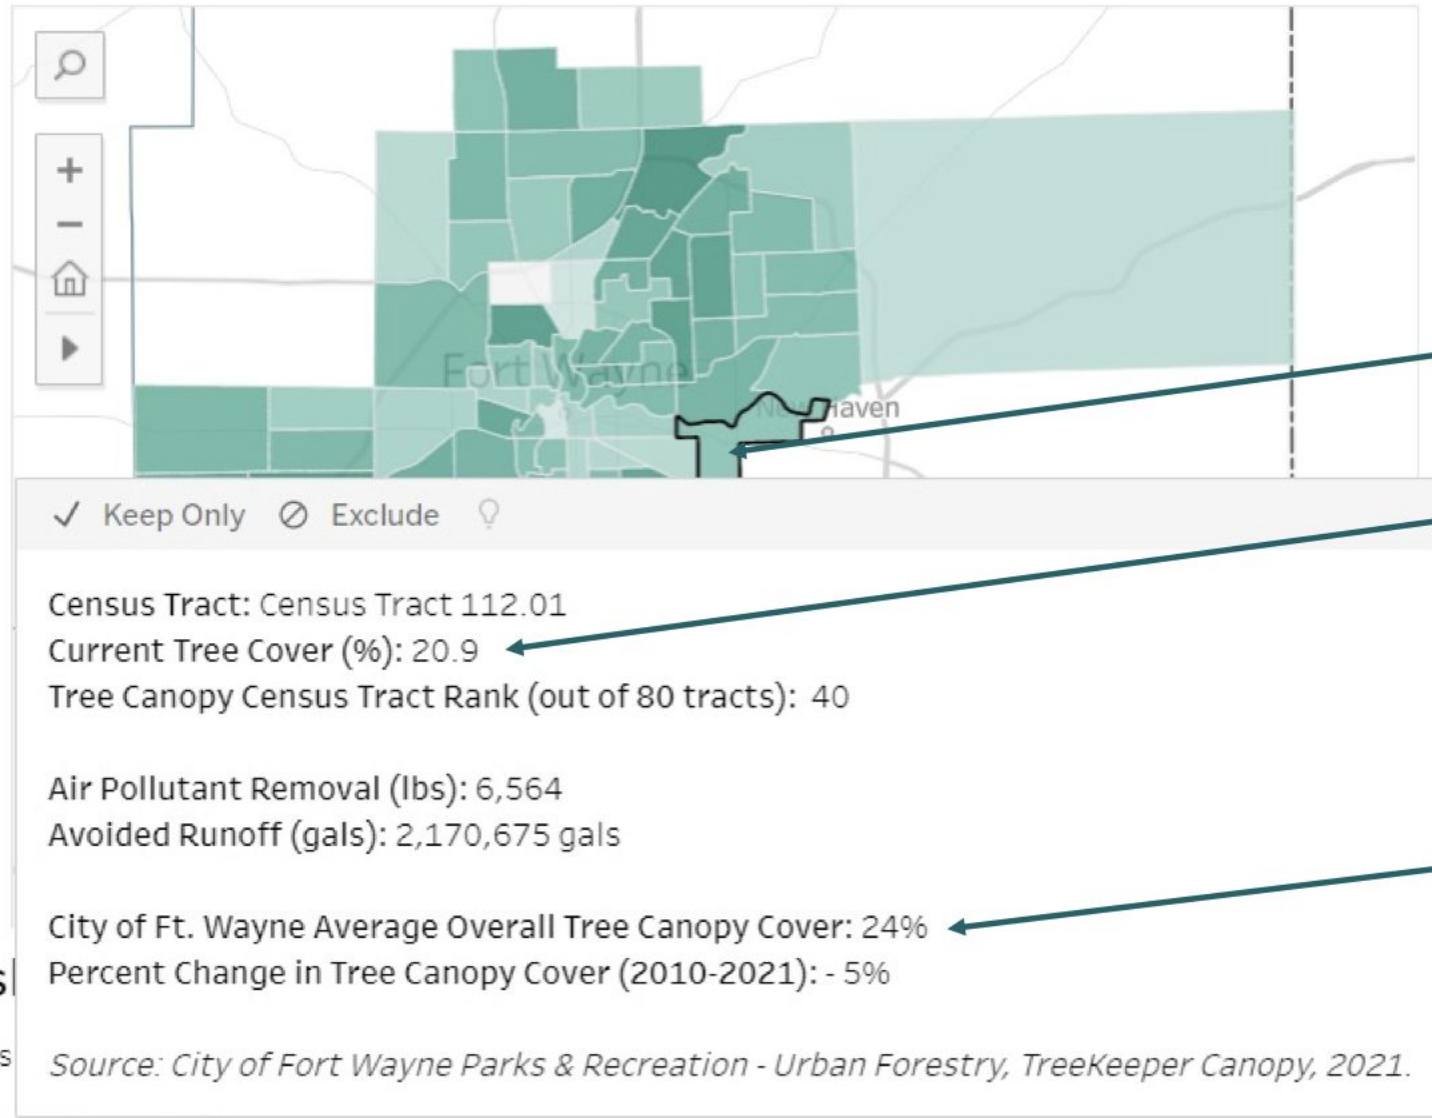 Fort Wayne
New Haven
Keep Only Exclude
Census Tract: Census Tract 112.01
Current Tree Cover (%): 20.9
Tree Canopy Census Tract Rank (out of 80 tracts): 40
Air Pollutant Removal (lbs): 6,564
Avoided Runoff (gals): 2,170,675 gals
City of Ft. Wayne Average Overall Tree Canopy Cover: 24%
Percent Change in Tree Canopy Cover (2010-2021): - 5%
Source: City of Fort Wayne Parks & Recreation - Urban Forestry, TreeKeeper Canopy, 2021.